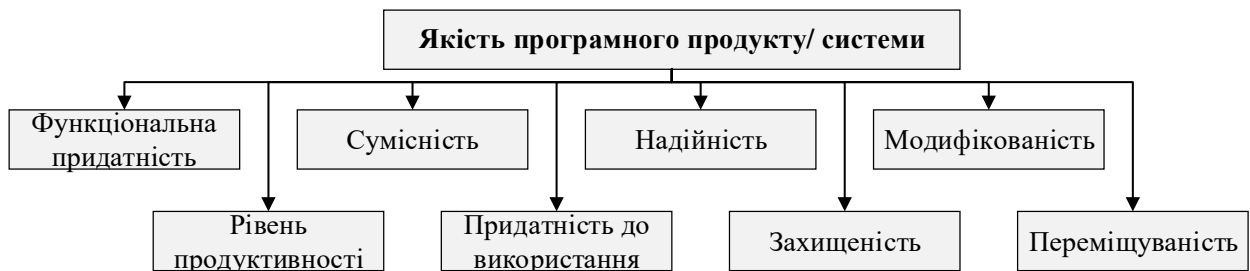 Якість програмного продукту/ системи
Функціональна
придатність
Сумісність
Надійність
Модифікованість
Рівень
продуктивності
Придатність до
використання
Захищеність
Переміщуваність